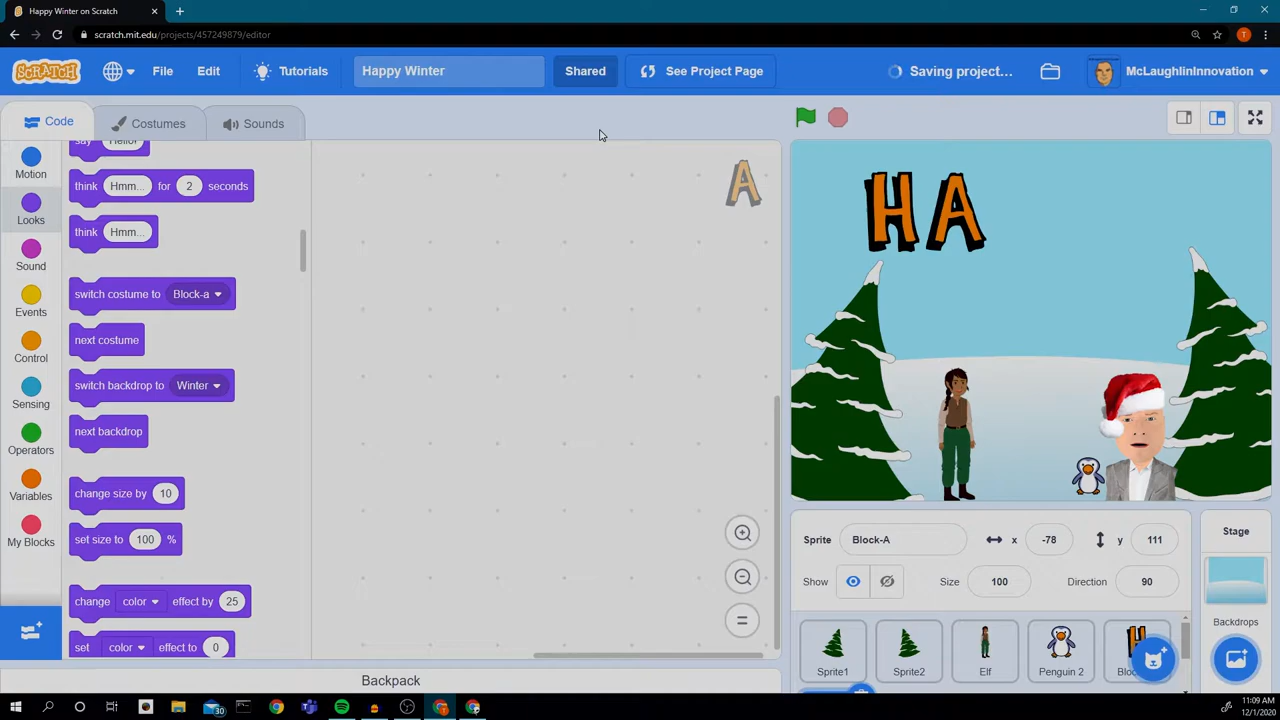 Happy Winter on Scratch
scratch.mit.edu/projects/457249879/editor
T
SCRATCH
File
Edit
Tutorials
Happy Winter
Shared
See Project Page
Saving project...
McLaughlinInnovation
Code
Costumes
Sounds
Motion
Looks
Sound
Events
Control
Sensing
Operators
Variables
My Blocks
say Hello!
think Hmm... for 2 seconds
think Hmm...
switch costume to Block-a
next costume
switch backdrop to Winter
next backdrop
change size by 10
set size to 100 %
change color effect by 25
set color effect to 0
A
HA
Sprite Block-A x -78 y 111
Show Size 100 Direction 90
Sprite1
Sprite2
Elf
Penguin 2
Stage
Backdrops
Backpack
30
11:09 AM
12/1/2020